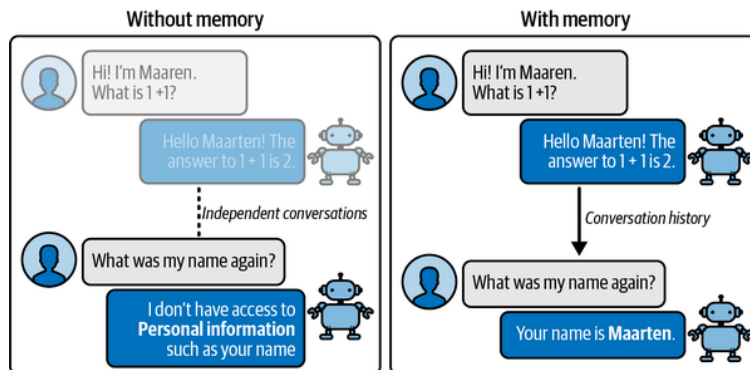 Without memory
Hi! I'm Maaren.
What is 1 +1?
Hello Maarten! The
answer to 1 + 1 is 2.
Independent conversations
What was my name again?
I don't have access to
Personal information
such as your name
With memory
Hi! I'm Maaren.
What is 1 +1?
Hello Maarten! The
answer to 1 + 1 is 2.
Conversation history
What was my name again?
Your name is Maarten.